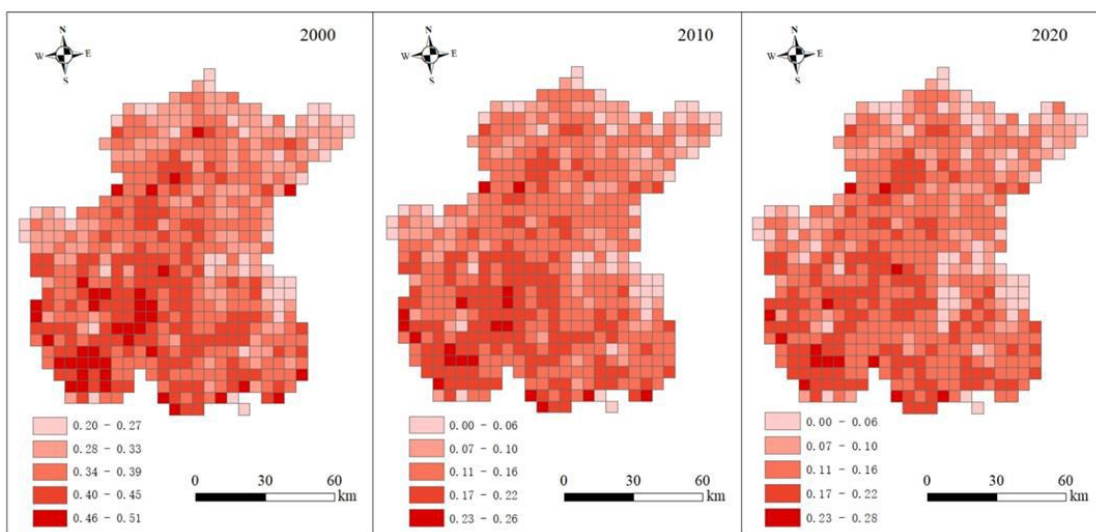 N
W E
S
2000
0.20 - 0.27
0.28 - 0.33
0.34 - 0.39
0.40 - 0.45
0.46 - 0.51
0 30 60
km
N
W E
S
2010
0.00 - 0.06
0.07 - 0.10
0.11 - 0.16
0.17 - 0.22
0.23 - 0.26
0 30 60
km
N
W E
S
2020
0.00 - 0.06
0.07 - 0.10
0.11 - 0.16
0.17 - 0.22
0.23 - 0.28
0 30 60
km